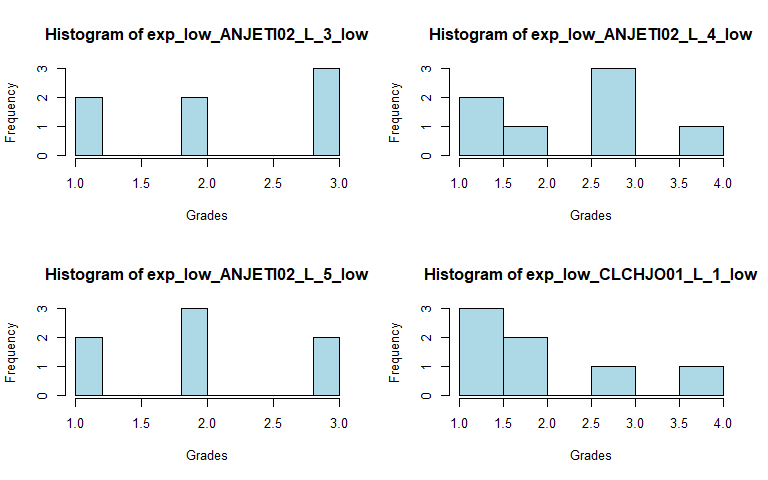 Histogram of exp_low_ANJETI02_L_3_low
Frequency
0 1 2 3
1.0 1.5 2.0 2.5 3.0
Grades
Histogram of exp_low_ANJETI02_L_4_low
Frequency
0 1 2 3
1.0 1.5 2.0 2.5 3.0 3.5 4.0
Grades
Histogram of exp_low_ANJETI02_L_5_low
Frequency
0 1 2 3
1.0 1.5 2.0 2.5 3.0
Grades
Histogram of exp_low_CLCHJO01_L_1_low
Frequency
0 1 2 3
1.0 1.5 2.0 2.5 3.0 3.5 4.0
Grades